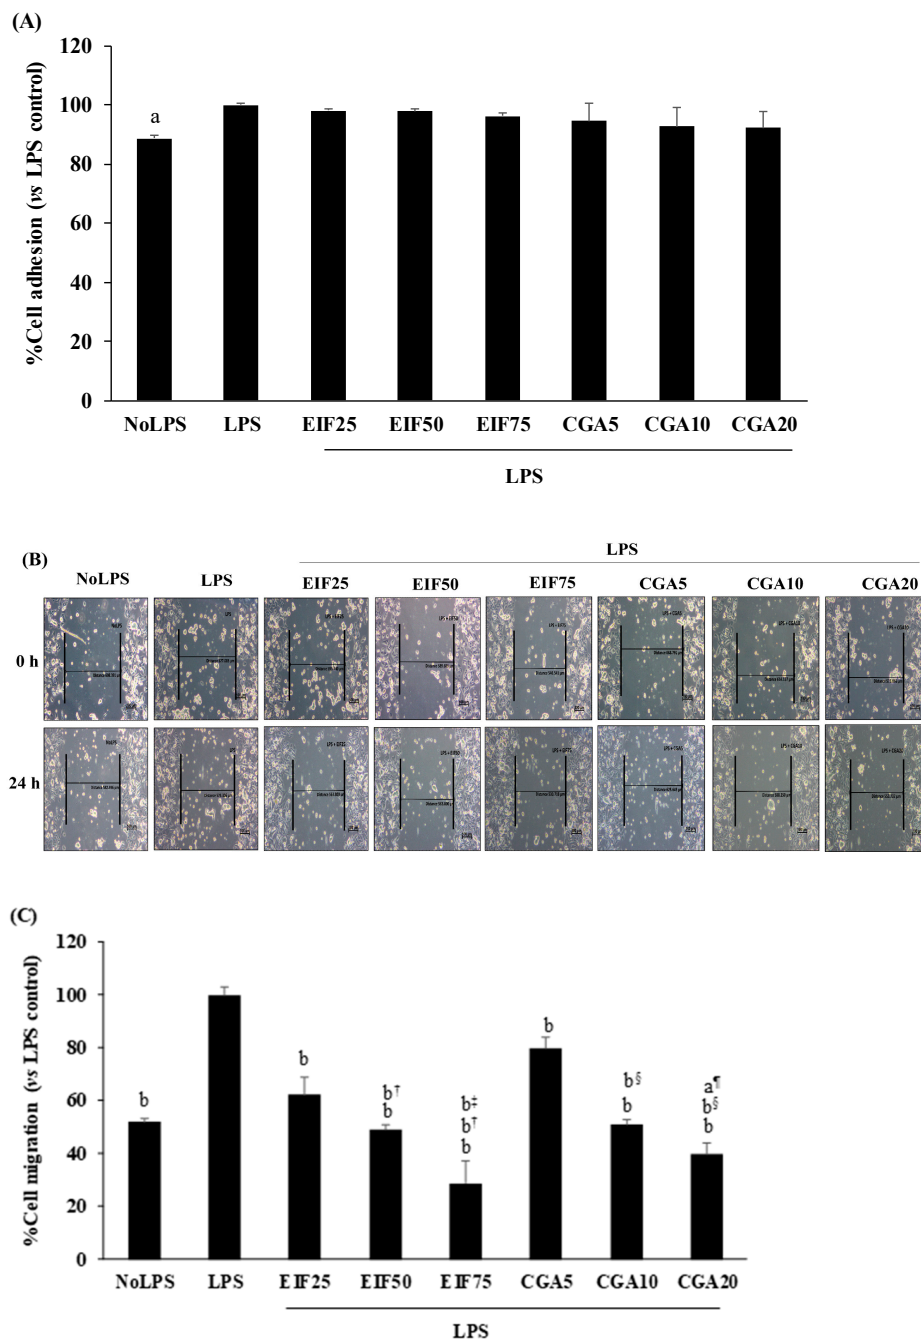 (A)
%Cell adhesion (vs LPS control)
120
100
80
60
40
20
0
a
NoLPS LPS EIF25 EIF50 EIF75 CGA5 CGA10 CGA20
LPS
(B)
LPS
NoLPS LPS EIF25 EIF50 EIF75 CGA5 CGA10 CGA20
0 h
24 h
(C)
%Cell migration (vs LPS control)
120
100
80
60
40
20
0
b
b
b†
b
b‡
b†
b
b
b§
b
a¶
b§
b
NoLPS LPS EIF25 EIF50 EIF75 CGA5 CGA10 CGA20
LPS